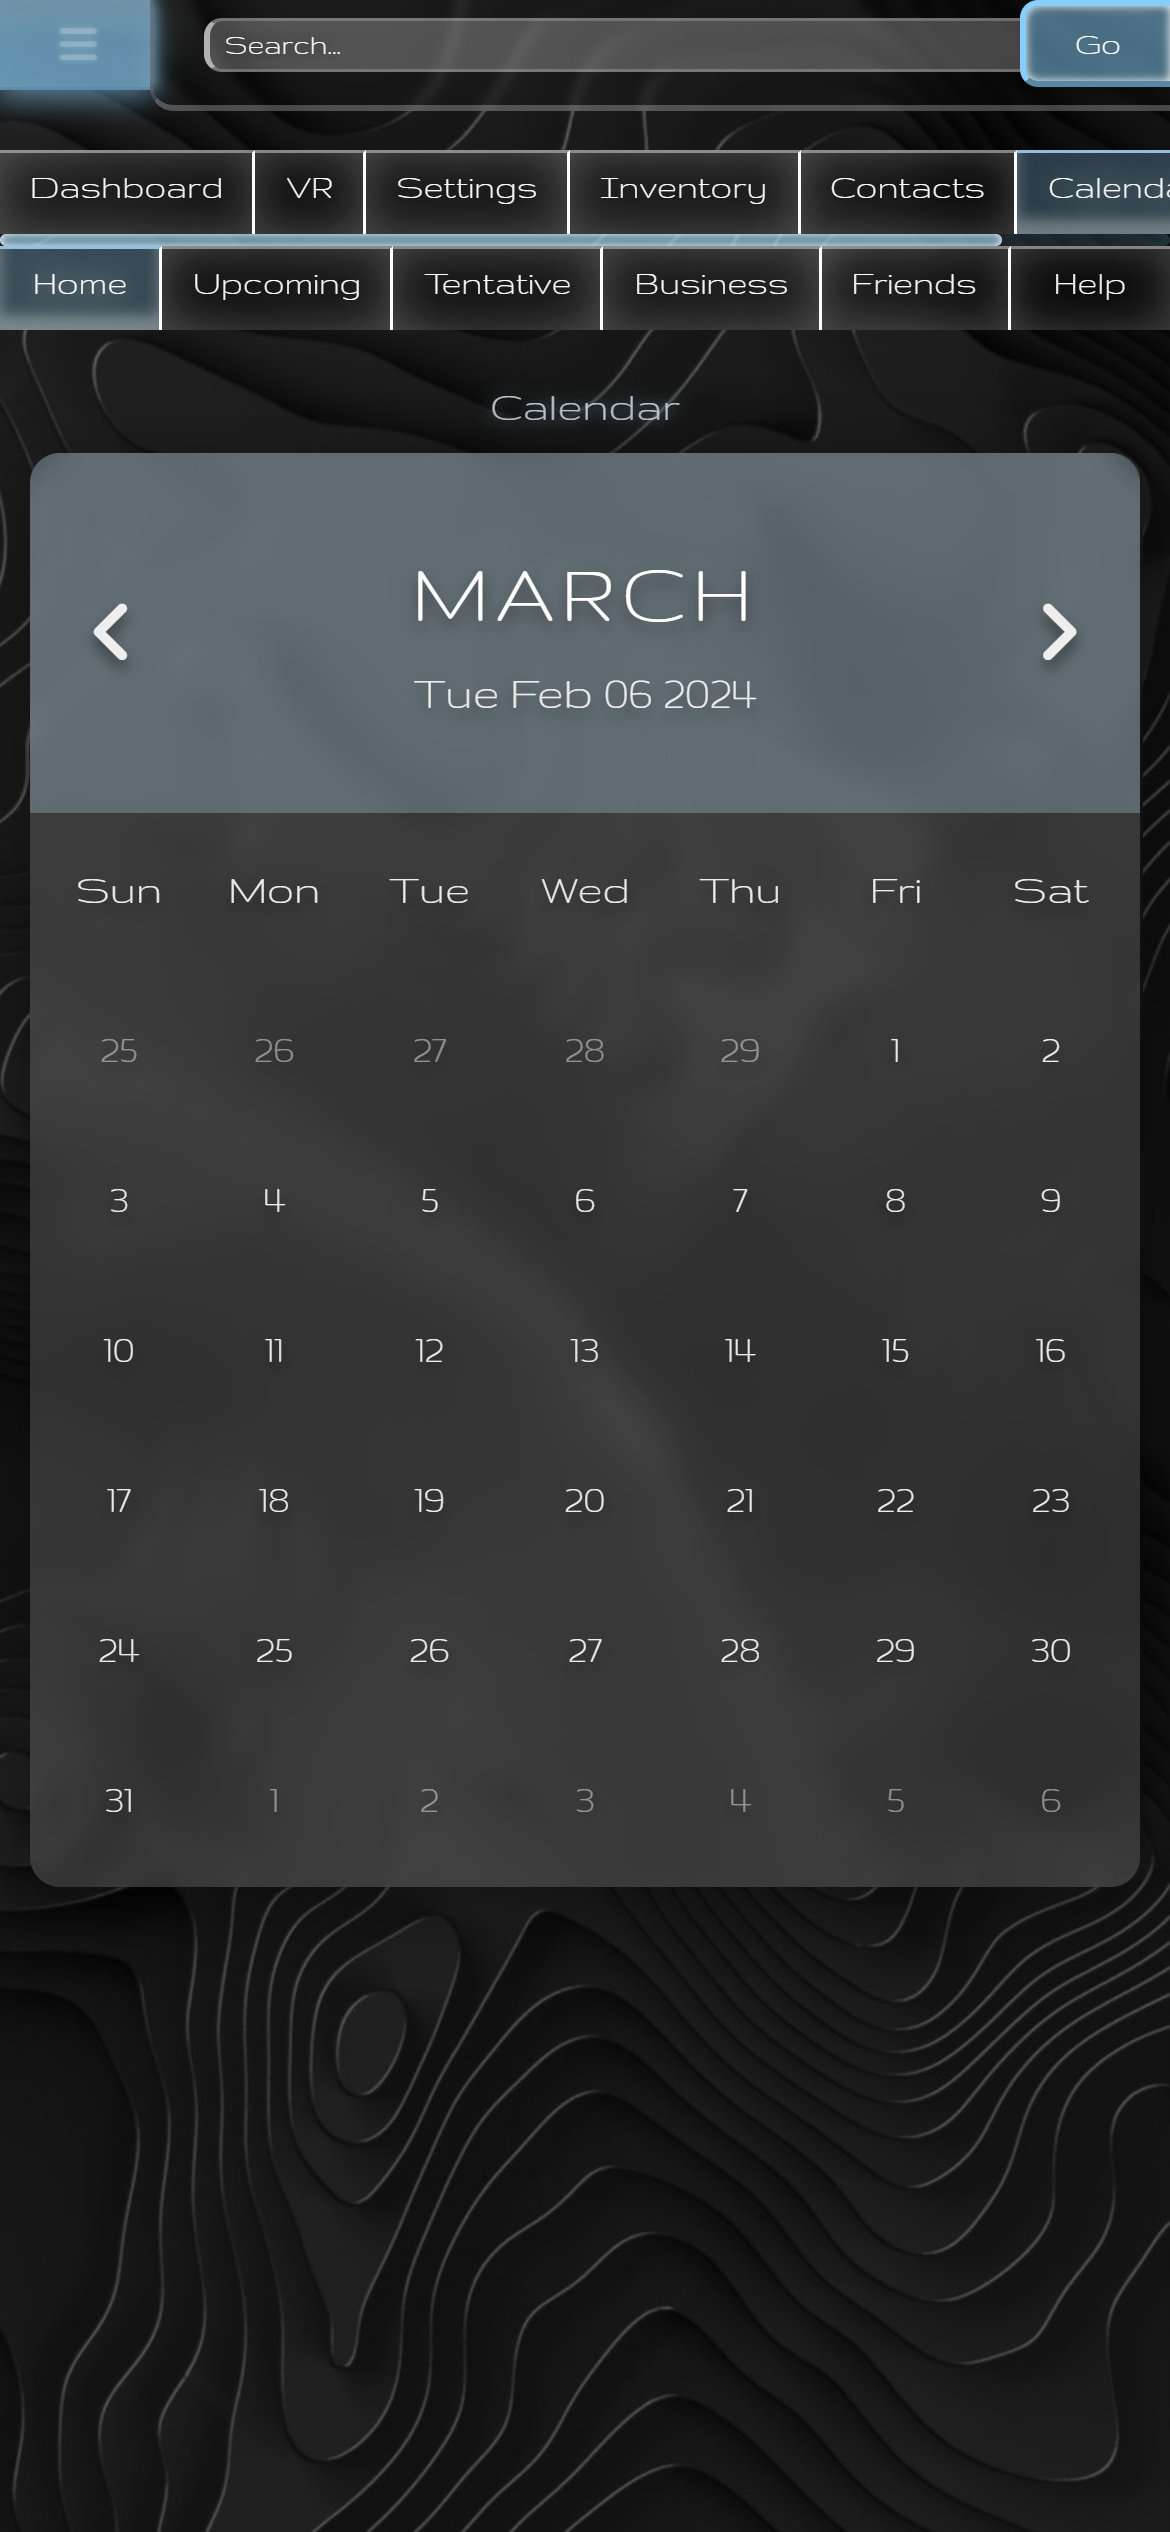 Search...
Go
Dashboard VR Settings Inventory Contacts Calenda
Home Upcoming Tentative Business Friends Help
Calendar
MARCH
Tue Feb 06 2024
Sun Mon Tue Wed Thu Fri Sat
25 26 27 28 29 1 2
3 4 5 6 7 8 9
10 11 12 13 14 15 16
17 18 19 20 21 22 23
24 25 26 27 28 29 30
31 1 2 3 4 5 6